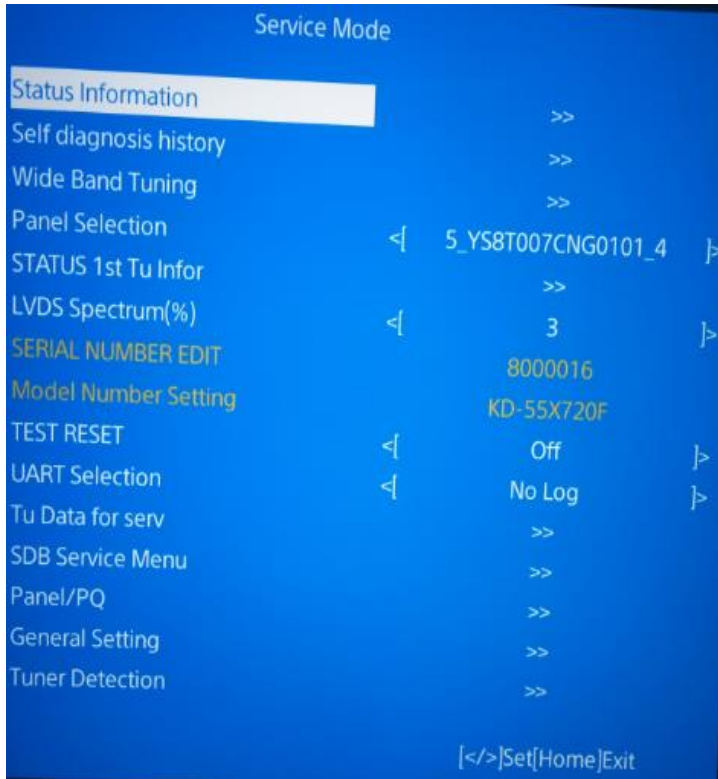 Service Mode
Status Information >>
Self diagnosis history >>
Wide Band Tuning >>
Panel Selection <[ 5_YS8T007CNG0101_4 ]>
STATUS 1st Tu Infor >>
LVDS Spectrum(%) <[ 3 ]>
SERIAL NUMBER EDIT 8000016
Model Number Setting KD-55X720F
TEST RESET <[ Off ]>
UART Selection <[ No Log ]>
Tu Data for serv >>
SDB Service Menu >>
Panel/PQ >>
General Setting >>
Tuner Detection >>
[</>]Set[Home]Exit